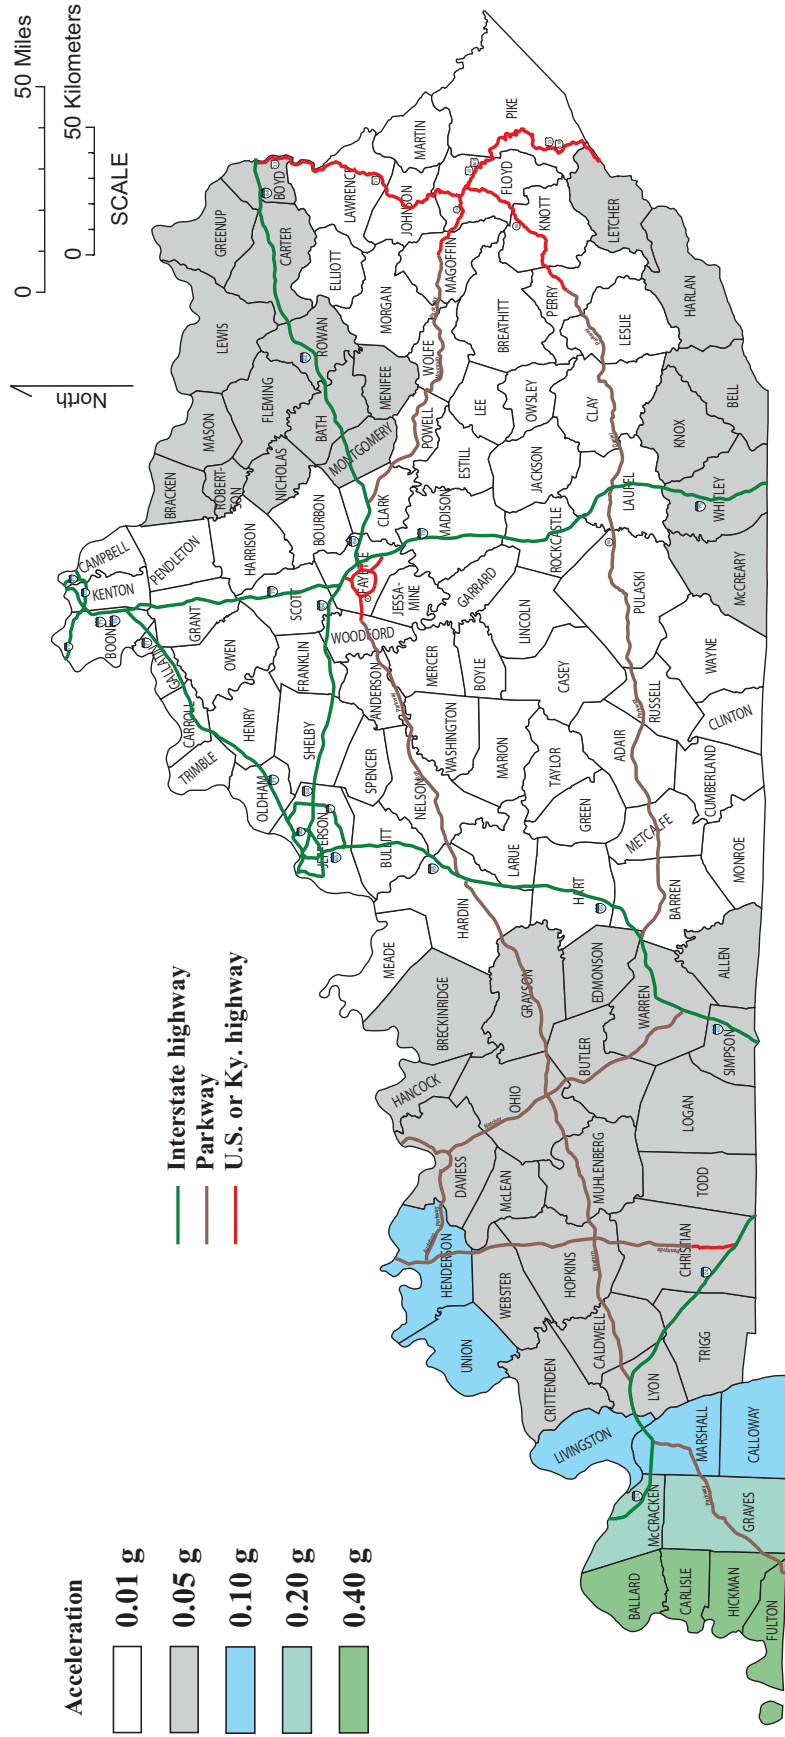 Acceleration
0.01 g
0.05 g
0.10 g
0.20 g
0.40 g
Interstate highway
Parkway
U.S. or Ky. highway
North
0
50 Miles
0
50 Kilometers
SCALE
CAMPBELL
KENTON
BOONE
PENDLETON
GRANT
GALLATIN
CARROLL
TRIMBLE
OWEN
HENRY
OLDHAM
BRACKEN
MASON
ROBERT-
SON
LEWIS
GREENUP
BOYD
CARTER
FLEMING
NICHOLAS
HARRISON
SCOTT
FRANKLIN
SHELBY
JEFFERSON
BOURBON
BATH
ROWAN
ELLIOTT
LAWRENCE
MONTGOMERY
MENIFEE
MORGAN
JOHNSON
MARTIN
CLARK
FAYETTE
WOODFORD
ANDERSON
SPENCER
BULLITT
MEADE
JESSA-
MINE
POWELL
WOLFE
MAGOFFIN
FLOYD
PIKE
MADISON
ESTILL
LEE
BREATHITT
KNOTT
MERCER
GARRARD
WASHINGTON
NELSON
HARDIN
BRECKINRIDGE
HANCOCK
DAVIESS
HENDERSON
UNION
BOYLE
MARION
LARUE
GRAYSON
OHIO
McLEAN
WEBSTER
LINCOLN
ROCKCASTLE
JACKSON
OWSLEY
PERRY
LETCHER
CASEY
TAYLOR
GREEN
HART
EDMONSON
BUTLER
MUHLENBERG
HOPKINS
CRITTENDEN
CALDWELL
LIVINGSTON
PULASKI
LAUREL
CLAY
LESLIE
HARLAN
RUSSELL
ADAIR
METCALFE
BARREN
WARREN
LOGAN
TODD
CHRISTIAN
LYON
TRIGG
McCRACKEN
BALLARD
KNOX
BELL
WHITLEY
McCREARY
WAYNE
CLINTON
CUMBERLAND
MONROE
ALLEN
SIMPSON
MARSHALL
CALLOWAY
GRAVES
CARLISLE
HICKMAN
FULTON